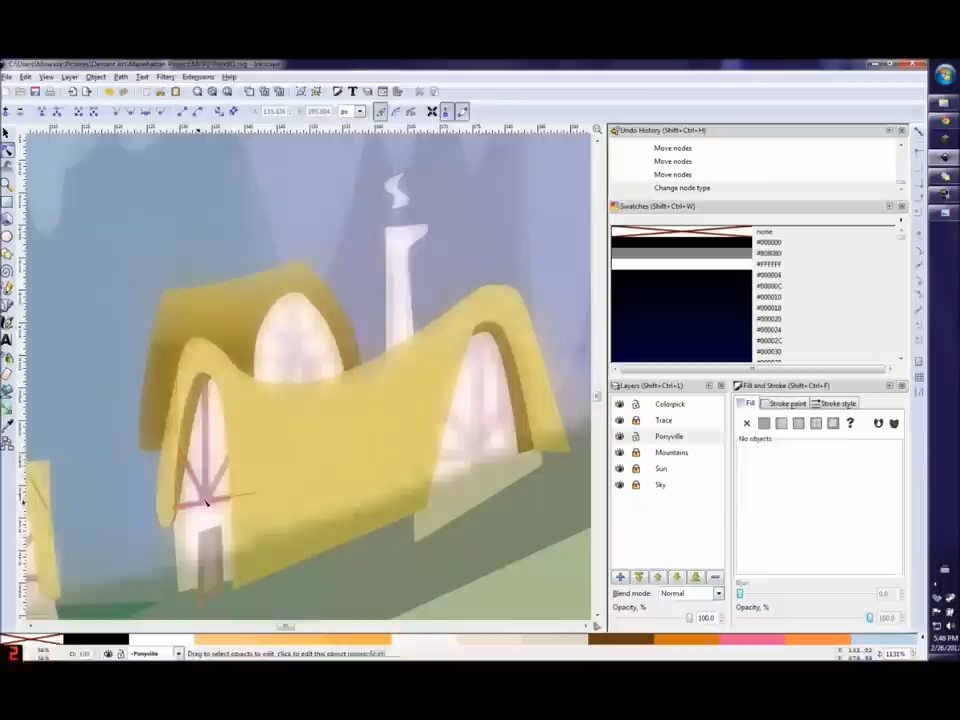 File Edit View Layer Object Path Text Filters Extensions Help
px
Undo History (Shift+Ctrl+H)
Move nodes
Move nodes
Move nodes
Change node type
Swatches (Shift+Ctrl+W)
none
#000000
#808080
#FFFFFF
#000004
#00000C
#000010
#000018
#000020
#000024
#00002C
#000030
Layers (Shift+Ctrl+L)
Fill and Stroke (Shift+Ctrl+F)
Colorpick
Trace
Ponyville
Mountains
Sun
Sky
Fill Stroke paint Stroke style
No objects
Blend mode: Normal
Opacity, % 100.0
Blur:
0.0
Opacity, %
100.0
Ponyville
Drag to select objects to edit, click to edit this object
Z: 1131%
5:48 PM